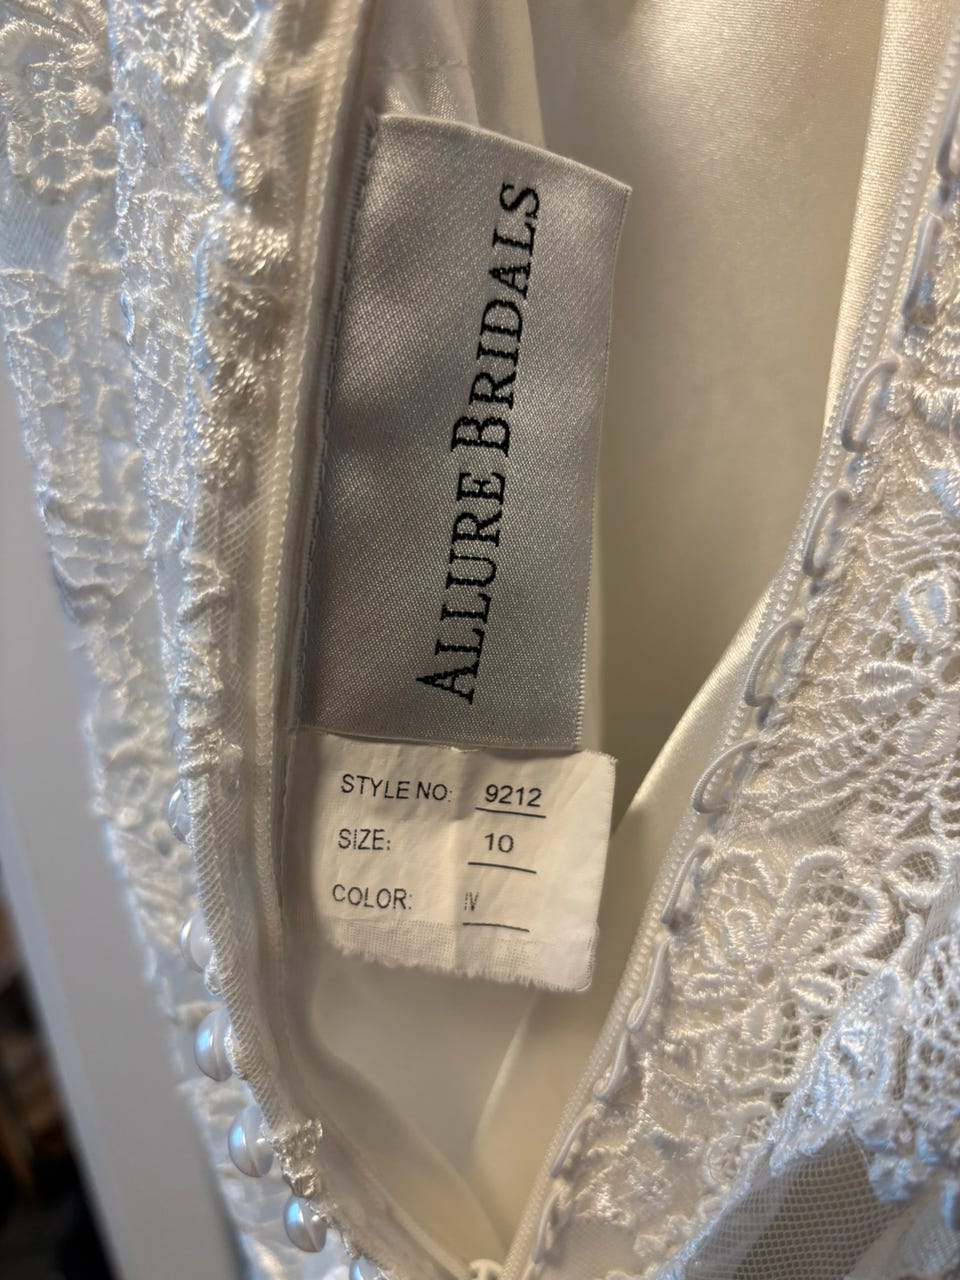 ALLURE BRIDALS
STYLE NO: 9212
SIZE: 10
COLOR: IV